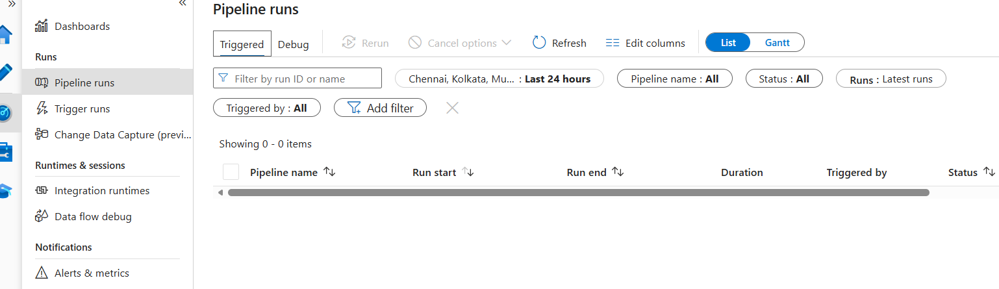 Dashboards
Runs
Pipeline runs
Trigger runs
Change Data Capture (previ...
Runtimes & sessions
Integration runtimes
Data flow debug
Notifications
Alerts & metrics
Pipeline runs
Triggered Debug Rerun Cancel options Refresh Edit columns List Gantt
Filter by run ID or name Chennai, Kolkata, Mu... : Last 24 hours Pipeline name : All Status : All Runs : Latest runs
Triggered by : All Add filter
Showing 0 - 0 items
Pipeline name Run start Run end Duration Triggered by Status